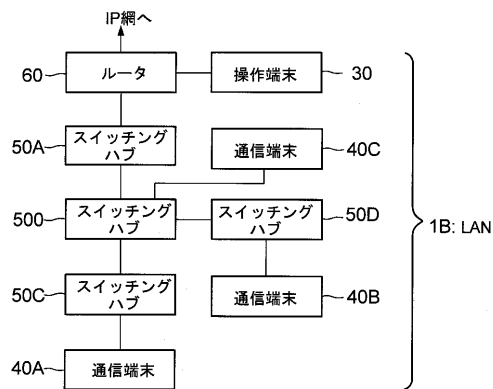 IP網へ
60
ルータ
操作端末
30
50A
スイッチング
ハブ
通信端末
40C
500
スイッチング
ハブ
スイッチング
ハブ
50D
1B: LAN
50C
スイッチング
ハブ
通信端末
40B
40A
通信端末